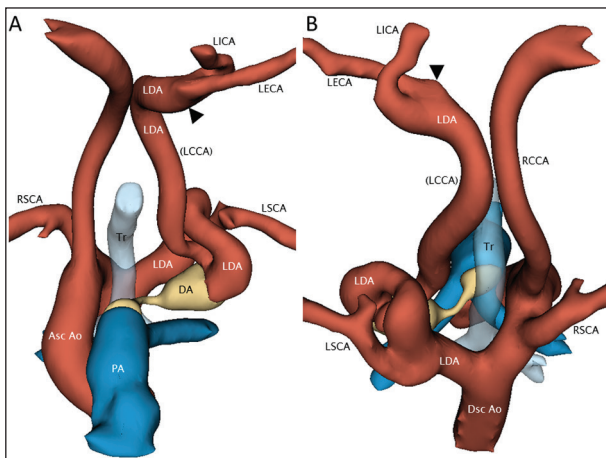 A
LICA
LDA
LECA
LDA
(LCCA)
RSCA
LSCA
Tr
LDA
LDA
DA
Asc Ao
PA
B
LICA
LECA
LDA
RCCA
(LCCA)
Tr
LDA
LSCA
RSCA
LDA
Dsc Ao